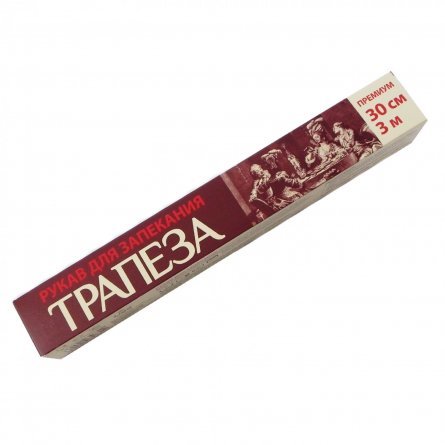 РУКАВ ДЛЯ ЗАПЕКАНИЯ
ТРАПЕЗА
ПРЕМИУМ
30 см
3 м